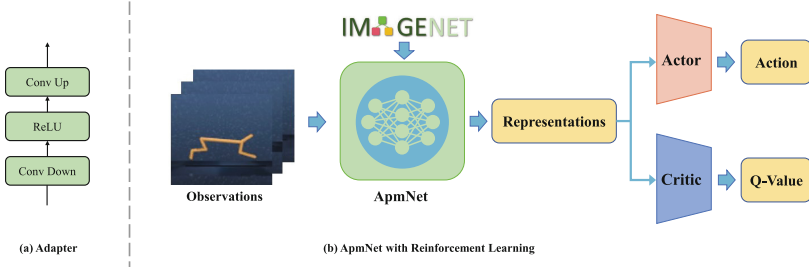 Conv Up
ReLU
Conv Down
(a) Adapter
IMAGENET
Observations
ApmNet
Representations
Actor
Action
Critic
Q-Value
(b) ApmNet with Reinforcement Learning